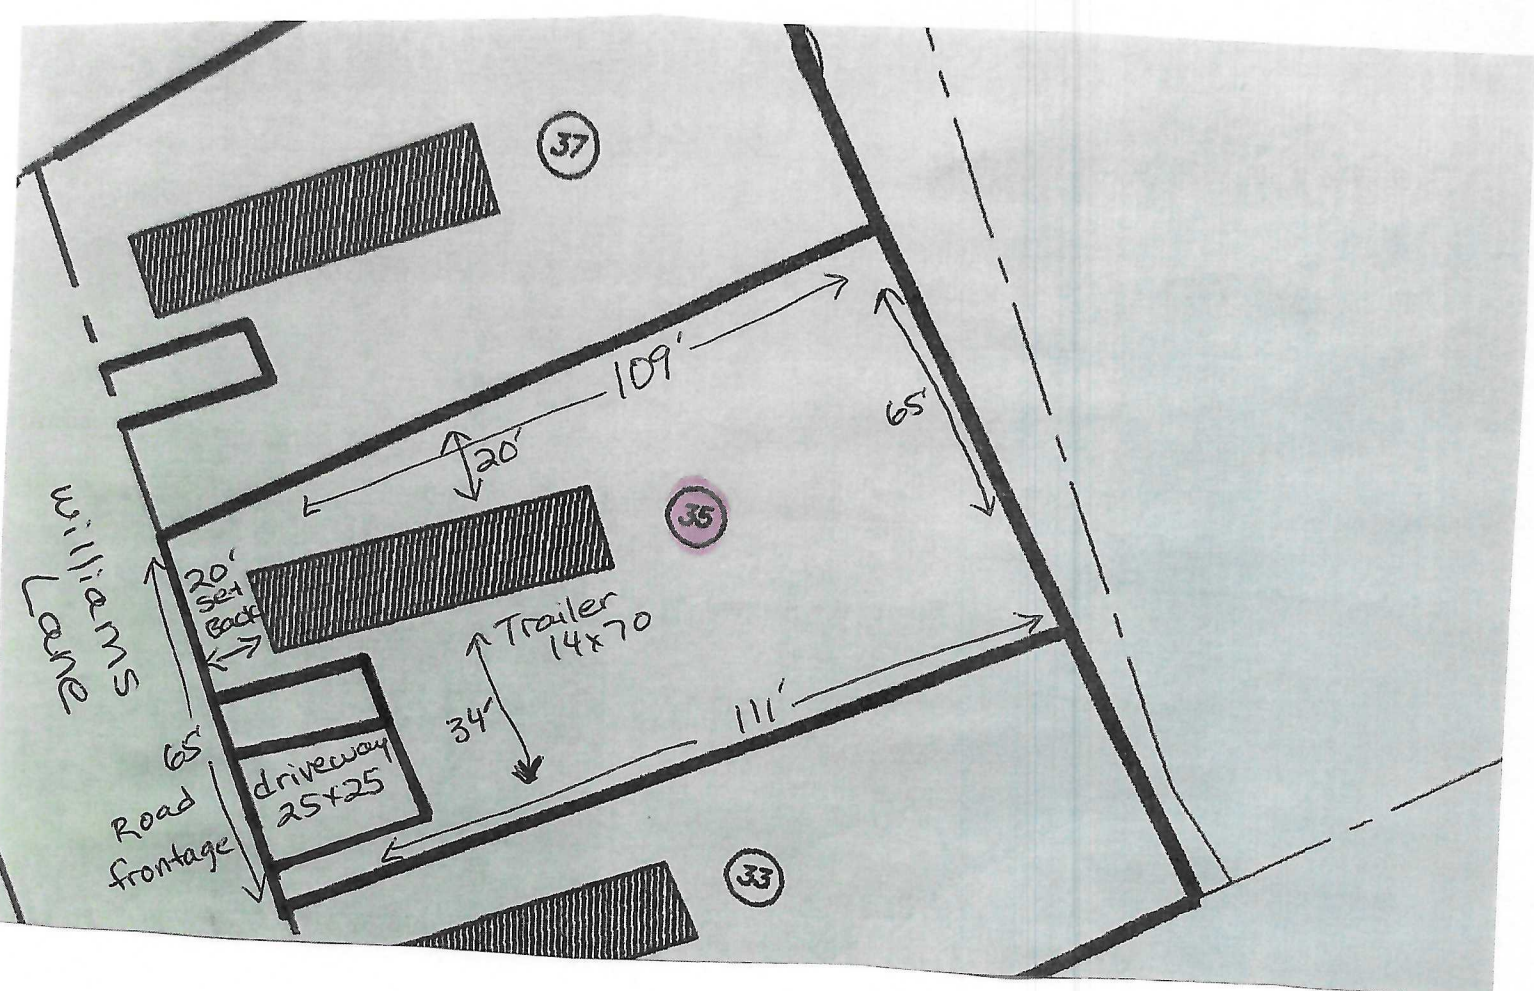 37
109'
20'
65'
35
Williams
Lane
20'
Set
Back
Trailer
14x70
34'
111'
65'
Road
frontage
driveway
25x25
33